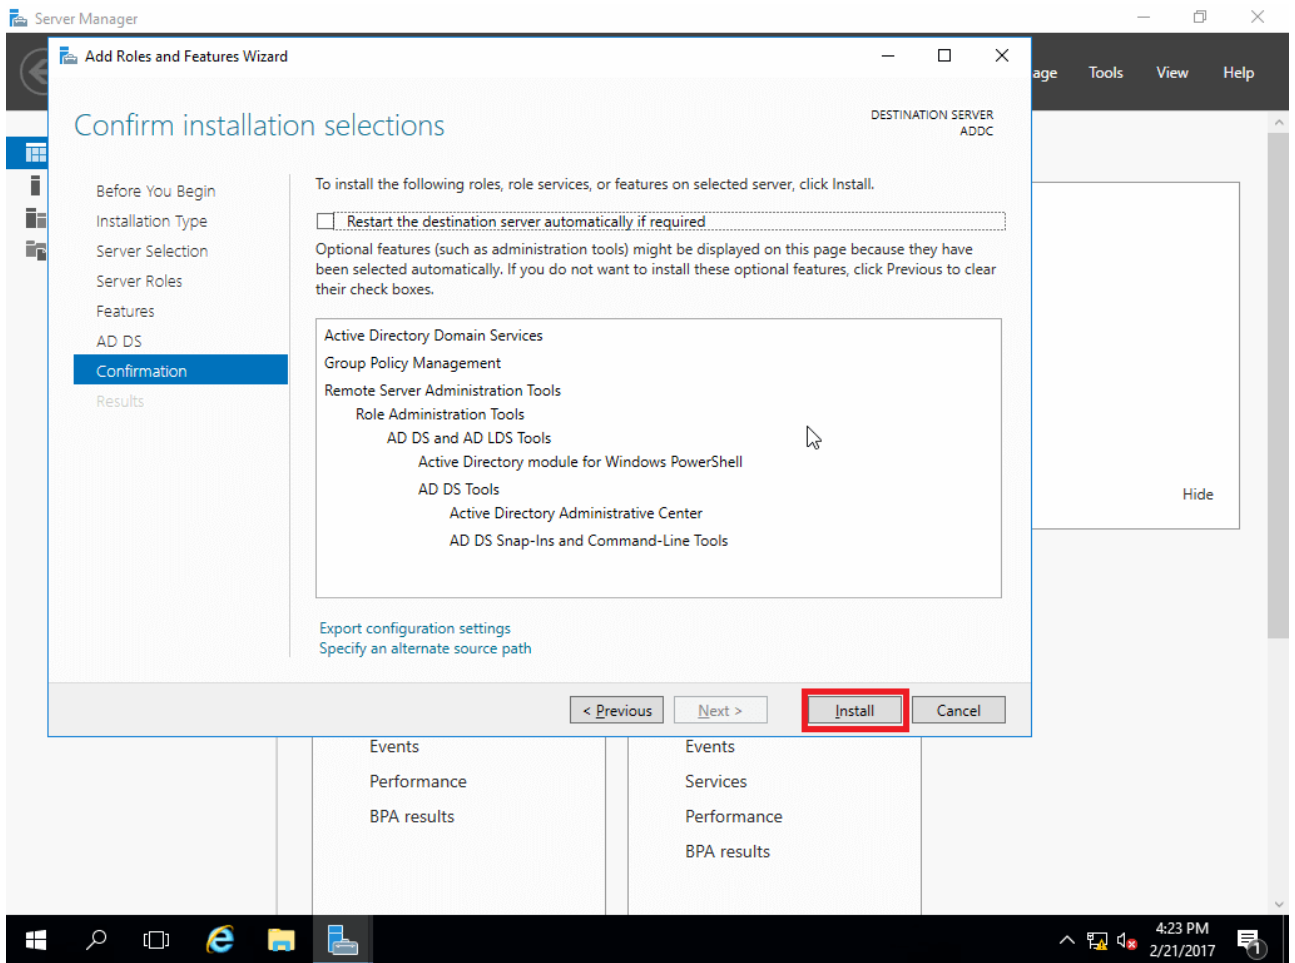 Server Manager
Add Roles and Features Wizard
age
Tools
View
Help
Confirm installation selections
DESTINATION SERVER
ADDC
Before You Begin
Installation Type
Server Selection
Server Roles
Features
AD DS
Confirmation
Results
To install the following roles, role services, or features on selected server, click Install.
Restart the destination server automatically if required
Optional features (such as administration tools) might be displayed on this page because they have
been selected automatically. If you do not want to install these optional features, click Previous to clear
their check boxes.
Active Directory Domain Services
Group Policy Management
Remote Server Administration Tools
Role Administration Tools
AD DS and AD LDS Tools
Active Directory module for Windows PowerShell
AD DS Tools
Active Directory Administrative Center
AD DS Snap-Ins and Command-Line Tools
Hide
Export configuration settings
Specify an alternate source path
< Previous
Next >
Install
Cancel
Events
Performance
BPA results
Events
Services
Performance
BPA results
4:23 PM
2/21/2017
1